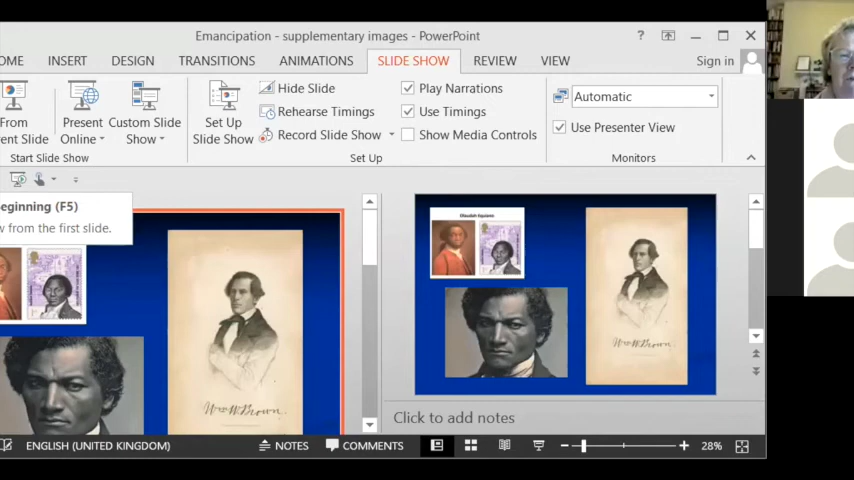 Emancipation - supplementary images - PowerPoint
?
OME INSERT DESIGN TRANSITIONS ANIMATIONS SLIDE SHOW REVIEW VIEW Sign in
From
ent Slide
Present
Online
Custom Slide
Show
Set Up
Slide Show
Hide Slide
Rehearse Timings
Record Slide Show
Play Narrations
Use Timings
Show Media Controls
Automatic
Use Presenter View
Start Slide Show
Set Up
Monitors
eginning (F5)
w from the first slide.
Olaudah Equiano
Wm W. Brown.
Wm W. Brown.
Click to add notes
ENGLISH (UNITED KINGDOM) NOTES COMMENTS 28%